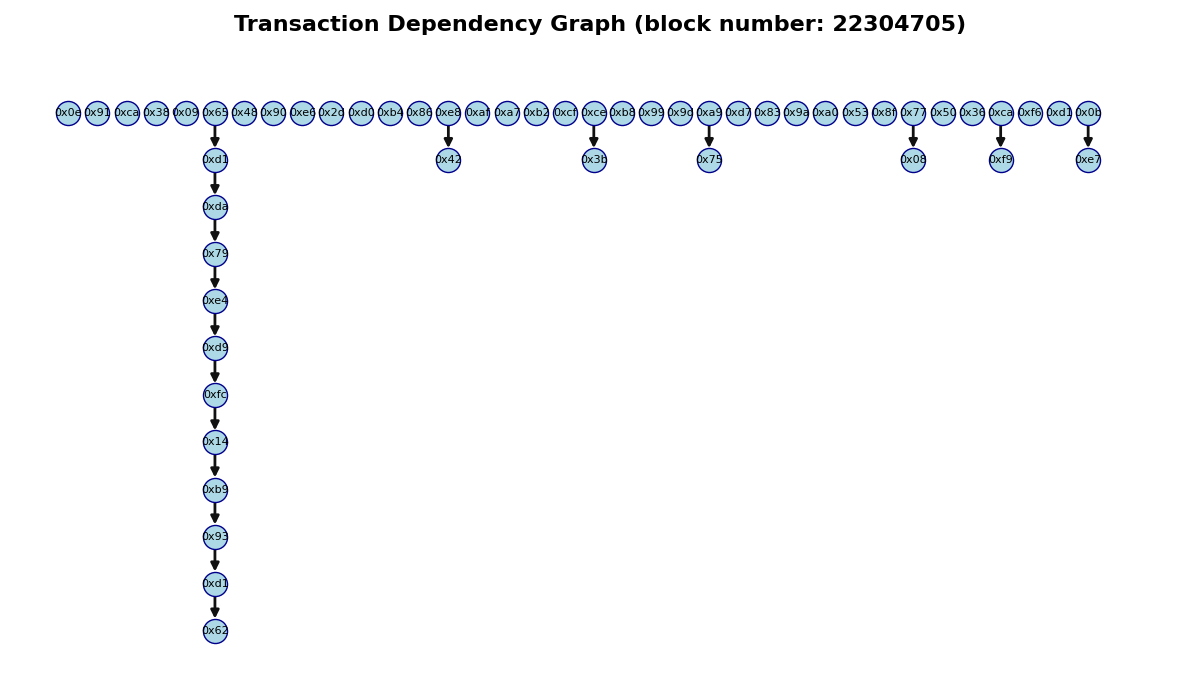 Transaction Dependency Graph (block number: 22304705)
0x0e 0x91 0xca 0x38 0x09 0x65 0x48 0x90 0xe6 0x2c 0xd0 0xb4 0x86 0xe8 0xaf 0xa7 0xb2 0xcf 0xce 0xb8 0x99 0x9d 0xa9 0xd7 0x83 0x9a 0xa0 0x53 0x8f 0x77 0x50 0x36 0xca 0xf6 0xd1 0x0b
0xd1 0x42 0x3b 0x75 0x08 0xf9 0xe7
0xda
0x79
0xe4
0xd9
0xfc
0x14
0xb9
0x93
0xd1
0x62